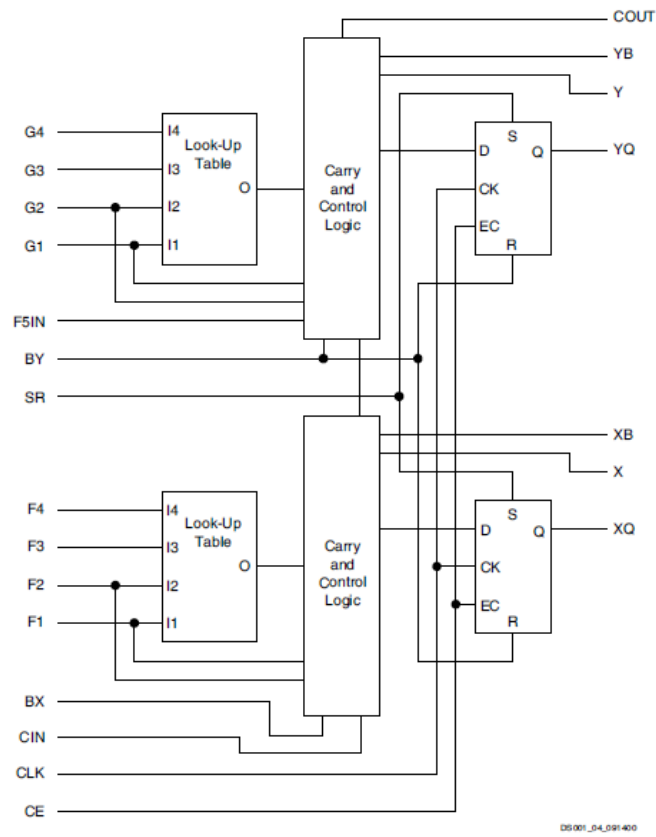 COUT
YB
Y
G4
I4
Look-Up
Table
G3
I3
O
G2
I2
G1
I1
Carry
and
Control
Logic
S
D
Q
YQ
CK
EC
R
F5IN
BY
SR
XB
X
F4
I4
Look-Up
Table
F3
I3
O
F2
I2
F1
I1
Carry
and
Control
Logic
S
D
Q
XQ
CK
EC
R
BX
CIN
CLK
CE
DS001_04_091400